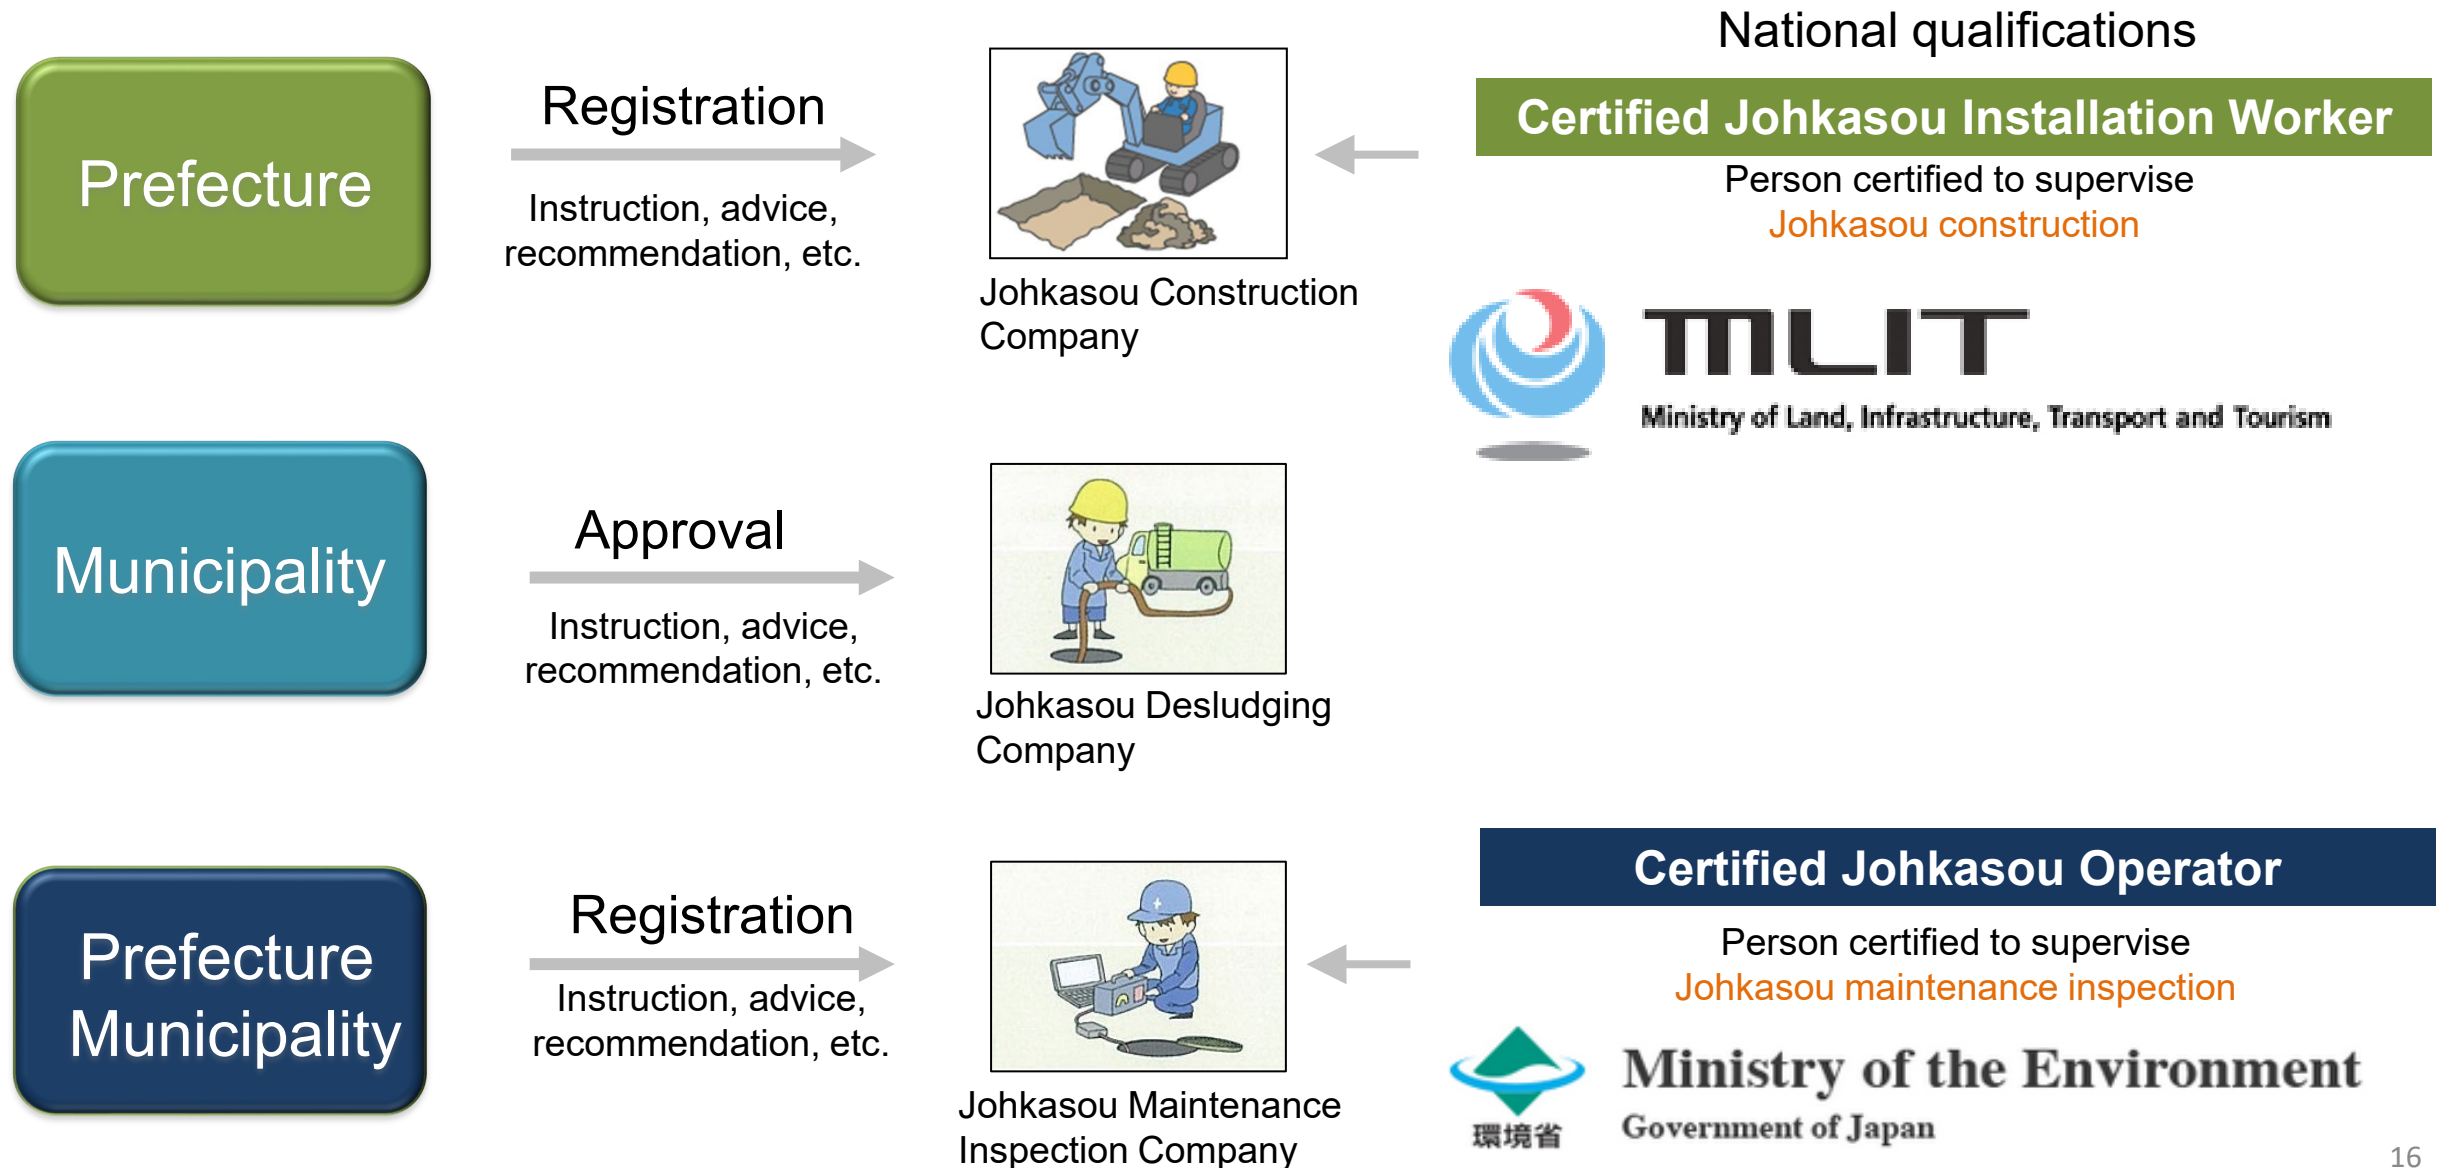 National qualifications
Prefecture
Registration
Instruction, advice,
recommendation, etc.
Johkasou Construction
Company
Certified Johkasou Installation Worker
Person certified to supervise
Johkasou construction
MLIT
Ministry of Land, Infrastructure, Transport and Tourism
Municipality
Approval
Instruction, advice,
recommendation, etc.
Johkasou Desludging
Company
Prefecture
Municipality
Registration
Instruction, advice,
recommendation, etc.
Johkasou Maintenance
Inspection Company
Certified Johkasou Operator
Person certified to supervise
Johkasou maintenance inspection
環境省
Ministry of the Environment
Government of Japan
16